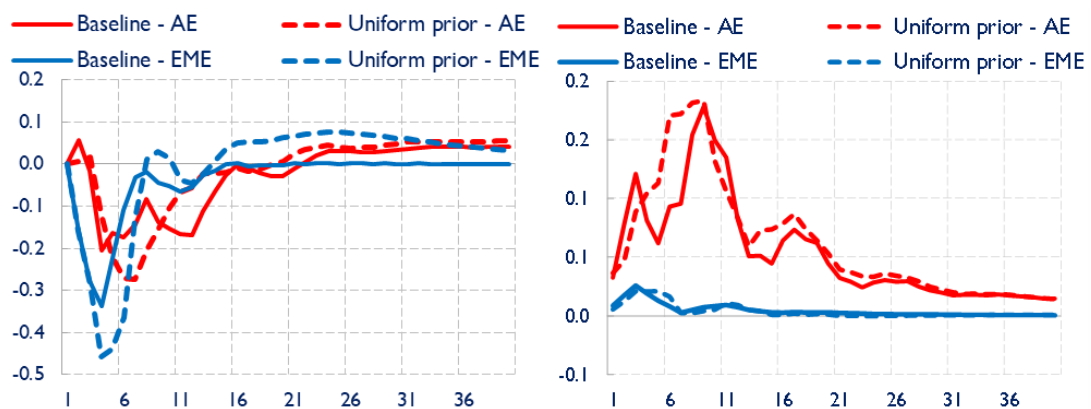 Baseline - AE Uniform prior - AE
Baseline - EME Uniform prior - EME
0.2
0.1
0.0
-0.1
-0.2
-0.3
-0.4
-0.5
1 6 11 16 21 26 31 36
Baseline - AE Uniform prior - AE
Baseline - EME Uniform prior - EME
0.2
0.2
0.1
0.1
0.0
-0.1
1 6 11 16 21 26 31 36